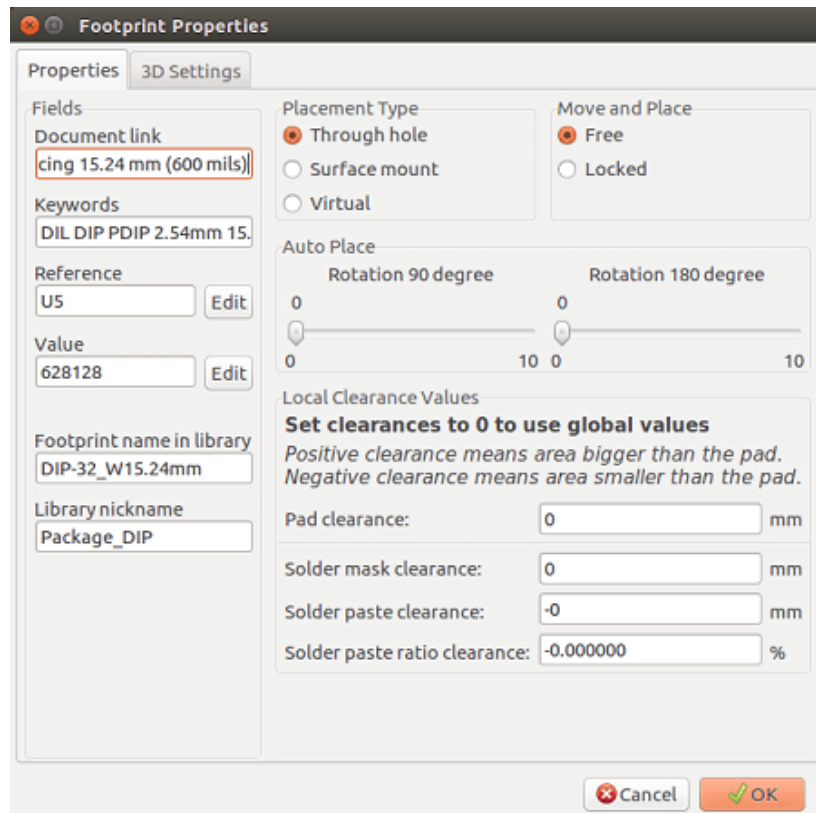 Footprint Properties
Properties
3D Settings
Fields
Document link
cing 15.24 mm (600 mils)
Keywords
DIL DIP PDIP 2.54mm 15.
Reference
U5
Edit
Value
628128
Edit
Footprint name in library
DIP-32_W15.24mm
Library nickname
Package_DIP
Placement Type
Through hole
Surface mount
Virtual
Move and Place
Free
Locked
Auto Place
Rotation 90 degree
0
0
10
Rotation 180 degree
0
0
10
Local Clearance Values
Set clearances to 0 to use global values
Positive clearance means area bigger than the pad.
Negative clearance means area smaller than the pad.
Pad clearance:
0
mm
Solder mask clearance:
0
mm
Solder paste clearance:
-0
mm
Solder paste ratio clearance:
-0.000000
%
Cancel
OK